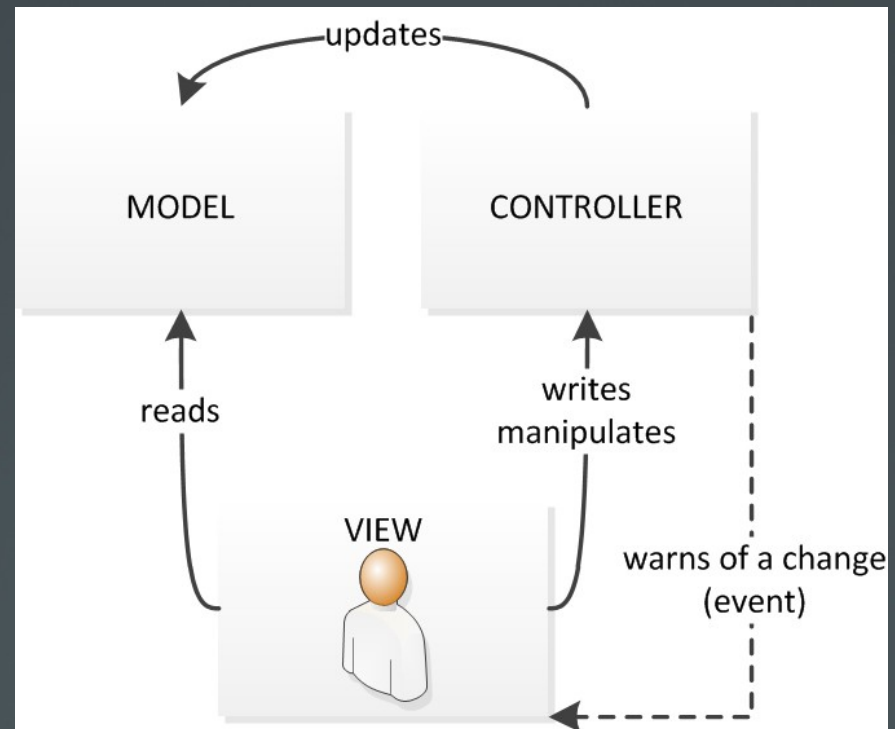 updates
MODEL
CONTROLLER
reads
writes
manipulates
VIEW
warns of a change
(event)